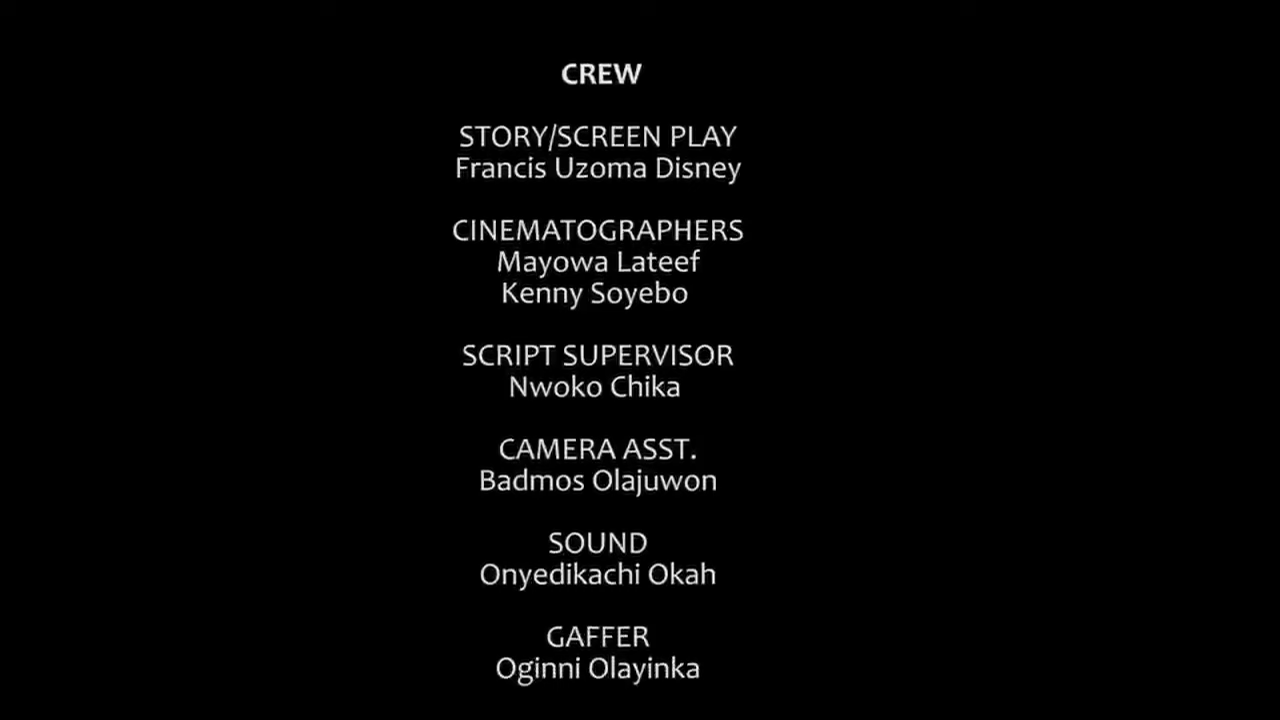 CREW
STORY/SCREEN PLAY
Francis Uzoma Disney
CINEMATOGRAPHERS
Mayowa Lateef
Kenny Soyebo
SCRIPT SUPERVISOR
Nwoko Chika
CAMERA ASST.
Badmos Olajuwon
SOUND
Onyedikachi Okah
GAFFER
Oginni Olayinka